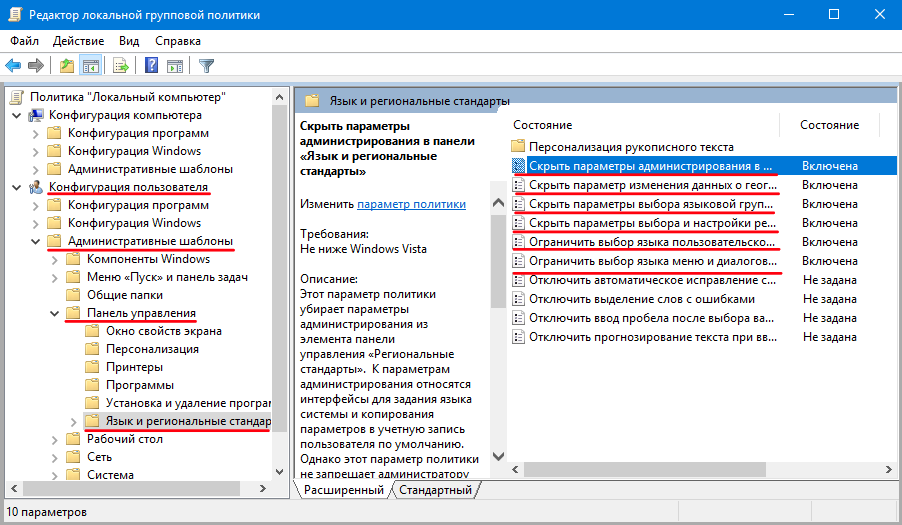 Редактор локальной групповой политики
Файл Действие Вид Справка
Политика "Локальный компьютер"
Конфигурация компьютера
Конфигурация программ
Конфигурация Windows
Административные шаблоны
Конфигурация пользователя
Конфигурация программ
Конфигурация Windows
Административные шаблоны
Компоненты Windows
Меню «Пуск» и панель задач
Общие папки
Панель управления
Окно свойств экрана
Персонализация
Принтеры
Программы
Установка и удаление програм
Язык и региональные стандар
Рабочий стол
Сеть
Система
Язык и региональные стандарты
Скрыть параметры
администрирования в панели
«Язык и региональные
стандарты»
Изменить параметр политики
Требования:
Не ниже Windows Vista
Описание:
Этот параметр политики
убирает параметры
администрирования из
элемента панели
управления «Региональные
стандарты».  К параметрам
администрирования относятся
интерфейсы для задания языка
системы и копирования
параметров в учетную запись
пользователя по умолчанию.
Однако этот параметр политики
не запрещает администратору
Состояние Состояние
Персонализация рукописного текста
Скрыть параметры администрирования в ... Включена
Скрыть параметр изменения данных о геог... Включена
Скрыть параметры выбора языковой груп... Включена
Скрыть параметры выбора и настройки ре... Включена
Ограничить выбор языка пользовательско... Включена
Ограничить выбор языка меню и диалогов... Включена
Отключить автоматическое исправление с... Не задана
Отключить выделение слов с ошибками Не задана
Отключить ввод пробела после выбора ва... Не задана
Отключить прогнозирование текста при вв... Не задана
Расширенный Стандартный
10 параметров